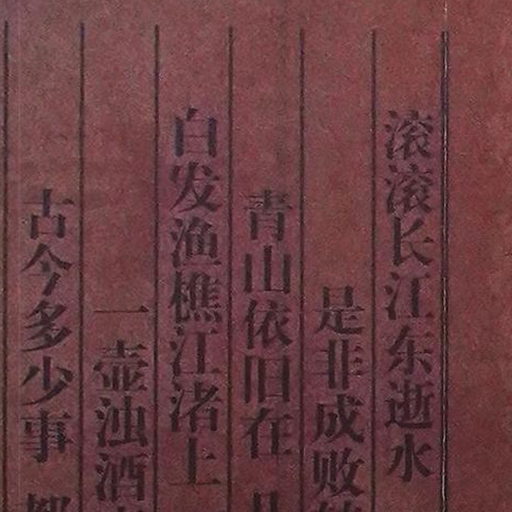 滚滚长江东逝水
是非成败
青山依旧在
白发渔樵江渚上
一壶浊酒
古今多少事